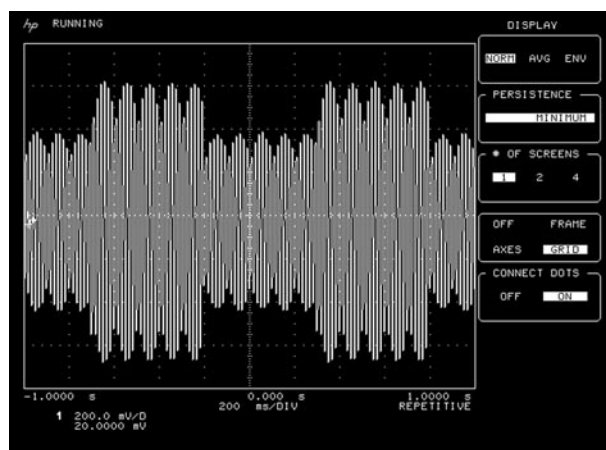 hp RUNNING
DISPLAY
NORM AVG ENV
PERSISTENCE
MINIMUM
# OF SCREENS
1 2 4
OFF FRAME
AXES GRID
CONNECT DOTS
OFF ON
-1.0000 s 0.000 s 1.0000 s
200 ms/DIV REPETITIVE
1 200.0 mV/D
20.0000 mV